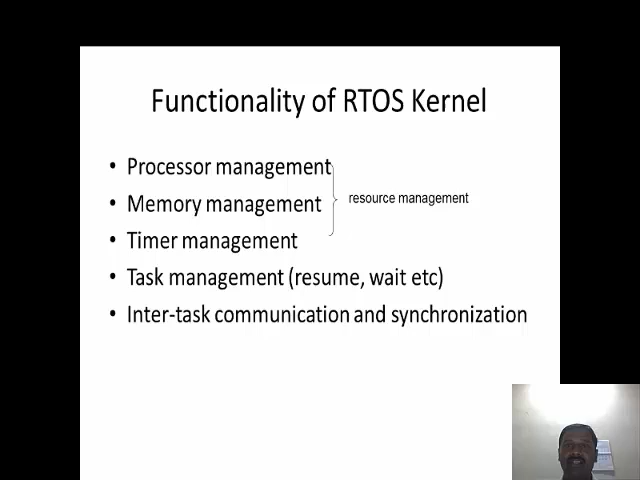 Functionality of RTOS Kernel
• Processor management
• Memory management
resource management
• Timer management
• Task management (resume, wait etc)
• Inter-task communication and synchronization